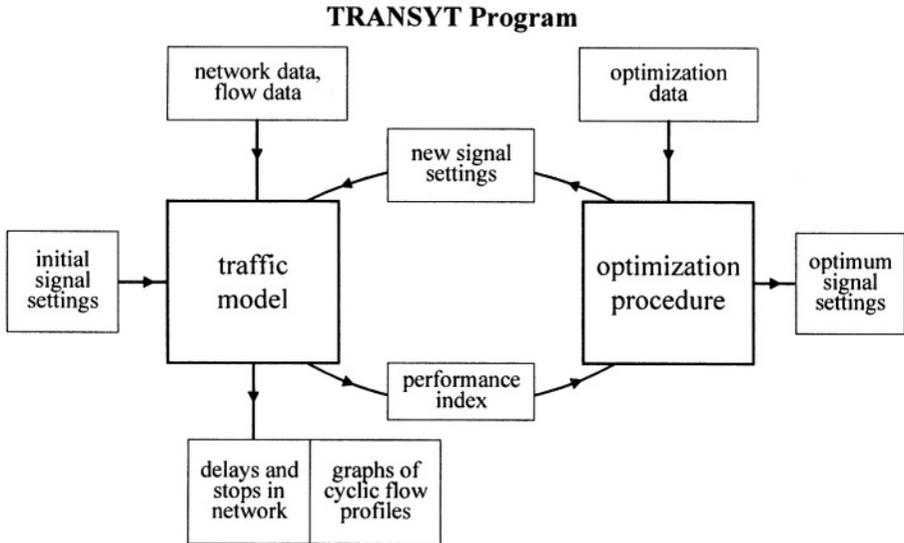 TRANSYT Program
network data,
flow data
optimization
data
new signal
settings
initial
signal
settings
traffic
model
optimization
procedure
optimum
signal
settings
performance
index
delays and
stops in
network
graphs of
cyclic flow
profiles